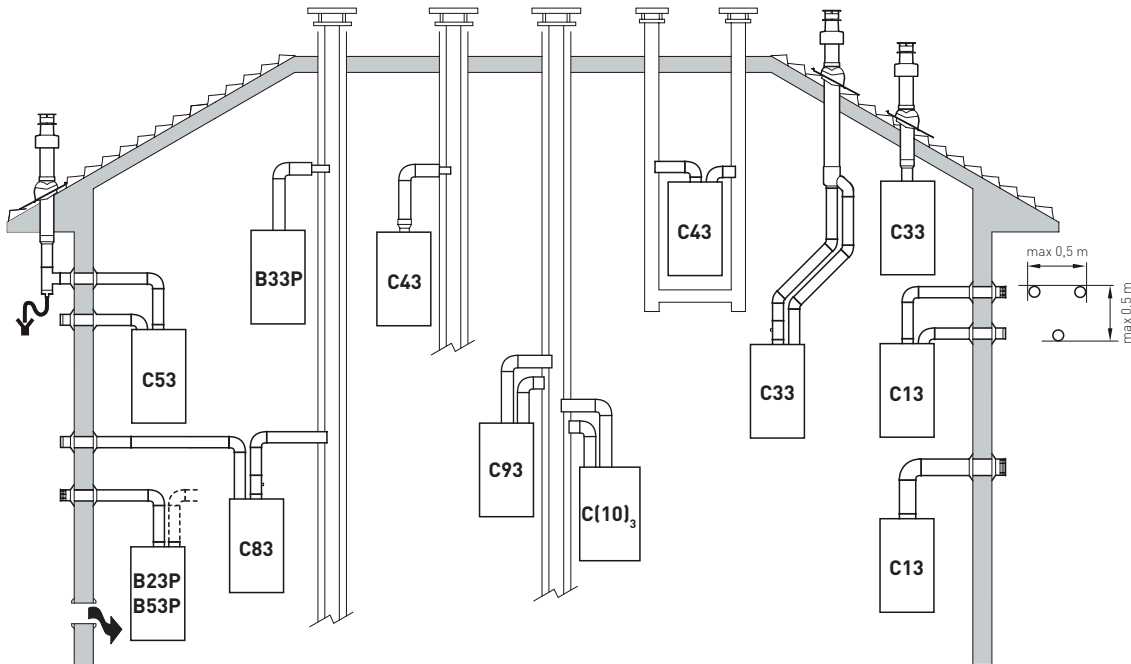 B33P
C43
C43
C33
C33
max 0,5 m
max 0,5 m
C53
C13
C93
C(10)₃
C83
B23P
B53P
C13